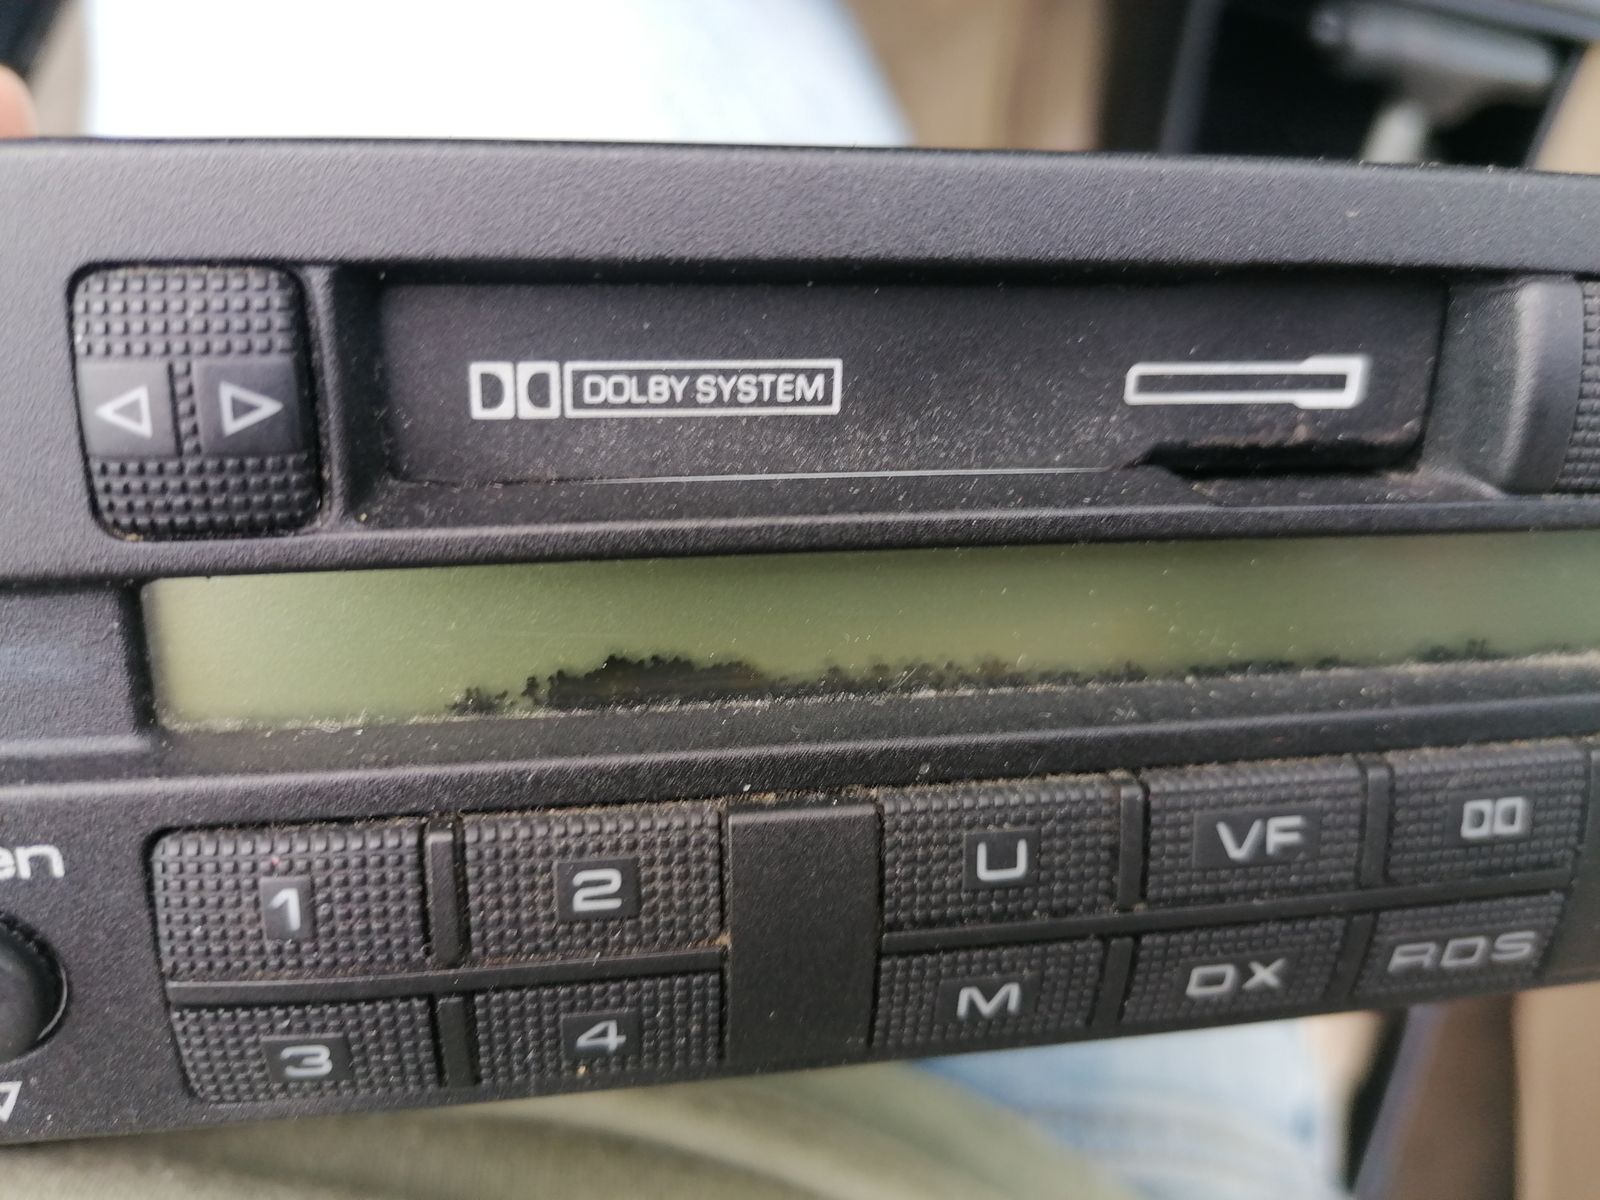 DOLBY SYSTEM
en
1 2 U VF
3 4 M DX RDS